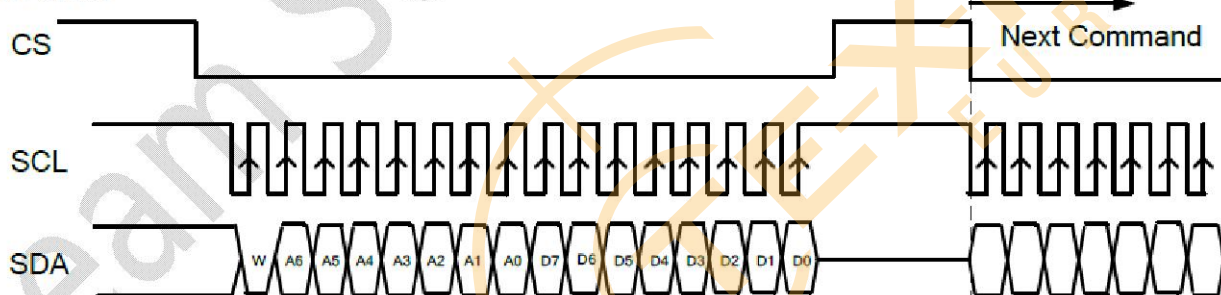 CS
Next Command
SCL
SDA
W A6 A5 A4 A3 A2 A1 A0 D7 D6 D5 D4 D3 D2 D1 D0